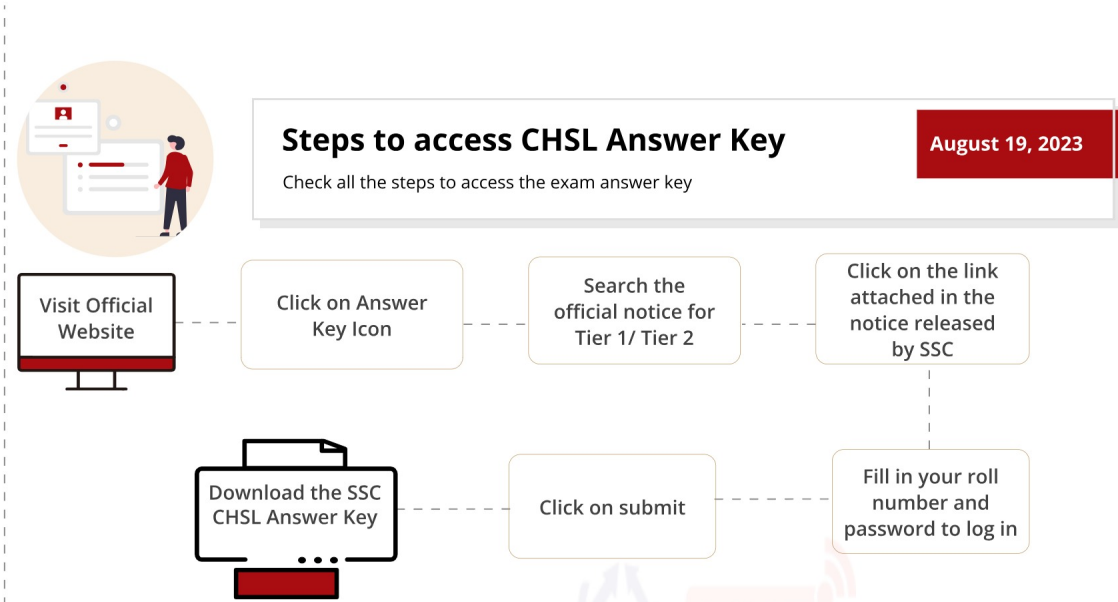 Steps to access CHSL Answer Key
Check all the steps to access the exam answer key
August 19, 2023
Visit Official
Website
Click on Answer
Key Icon
Search the
official notice for
Tier 1/ Tier 2
Click on the link
attached in the
notice released
by SSC
Fill in your roll
number and
password to log in
Click on submit
Download the SSC
CHSL Answer Key